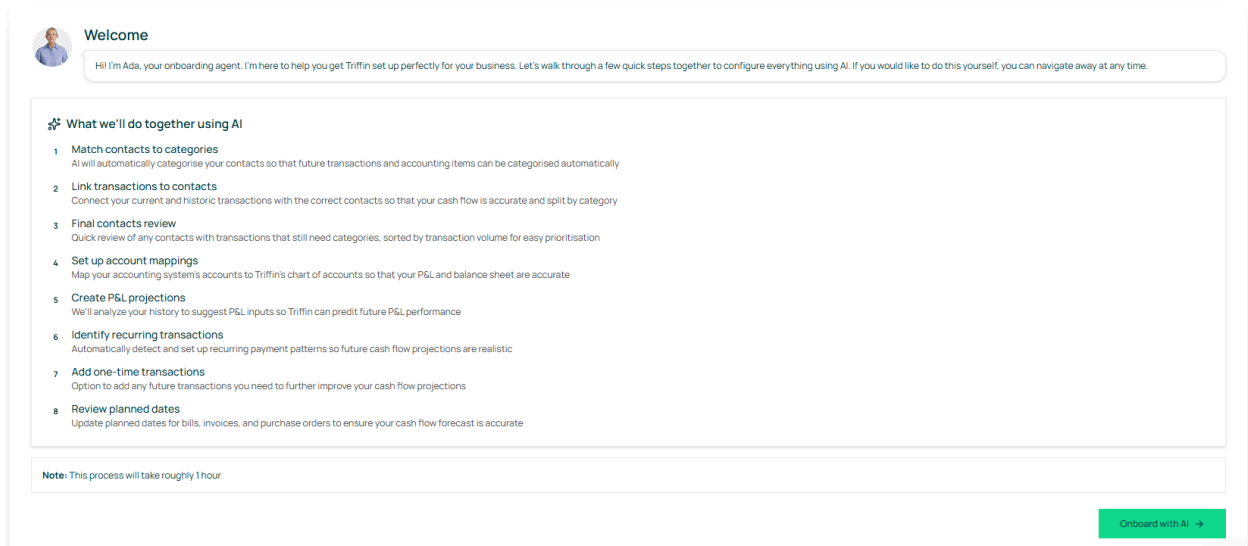 Welcome
Hi! I'm Ada, your onboarding agent. I'm here to help you get Triffin set up perfectly for your business. Let's walk through a few quick steps together to configure everything using AI. If you would like to do this yourself, you can navigate away at any time.
What we'll do together using AI
1 Match contacts to categories
AI will automatically categorise your contacts so that future transactions and accounting items can be categorised automatically
2 Link transactions to contacts
Connect your current and historic transactions with the correct contacts so that your cash flow is accurate and split by category
3 Final contacts review
Quick review of any contacts with transactions that still need categories, sorted by transaction volume for easy prioritisation
4 Set up account mappings
Map your accounting system's accounts to Triffin's chart of accounts so that your P&L and balance sheet are accurate
5 Create P&L projections
We'll analyze your history to suggest P&L inputs so Triffin can predit future P&L performance
6 Identify recurring transactions
Automatically detect and set up recurring payment patterns so future cash flow projections are realistic
7 Add one-time transactions
Option to add any future transactions you need to further improve your cash flow projections
8 Review planned dates
Update planned dates for bills, invoices, and purchase orders to ensure your cash flow forecast is accurate
Note: This process will take roughly 1 hour
Onboard with AI →